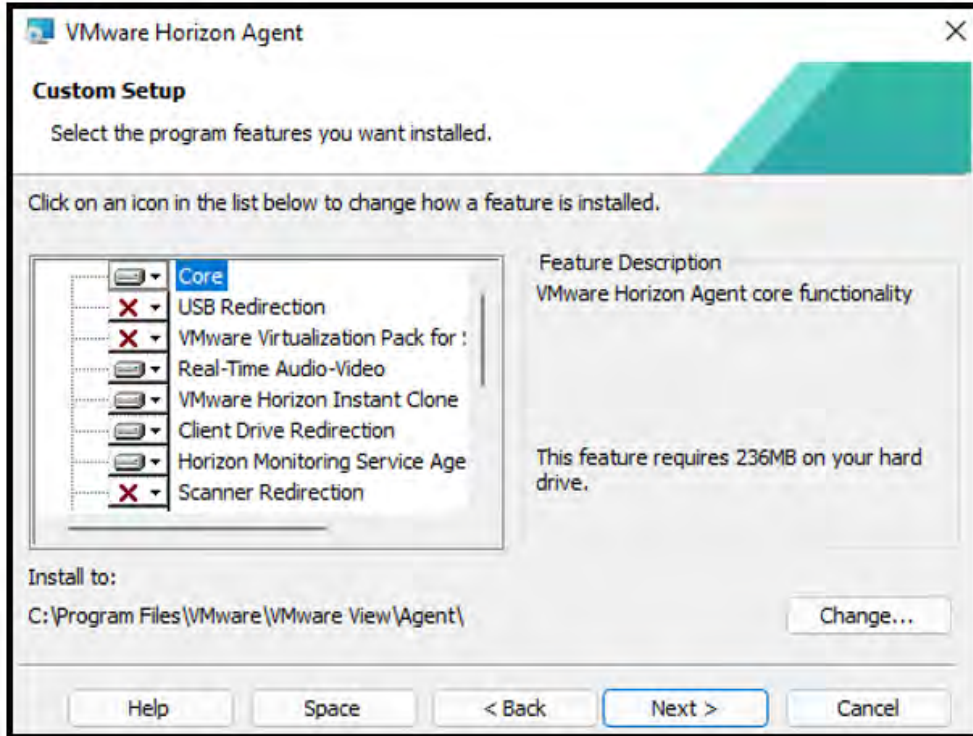 VMware Horizon Agent
Custom Setup
Select the program features you want installed.
Click on an icon in the list below to change how a feature is installed.
Core
USB Redirection
VMware Virtualization Pack for :
Real-Time Audio-Video
VMware Horizon Instant Clone
Client Drive Redirection
Horizon Monitoring Service Age
Scanner Redirection
Feature Description
VMware Horizon Agent core functionality
This feature requires 236MB on your hard
drive.
Install to:
C:\Program Files\VMware\VMware View\Agent\
Change...
Help Space < Back Next > Cancel